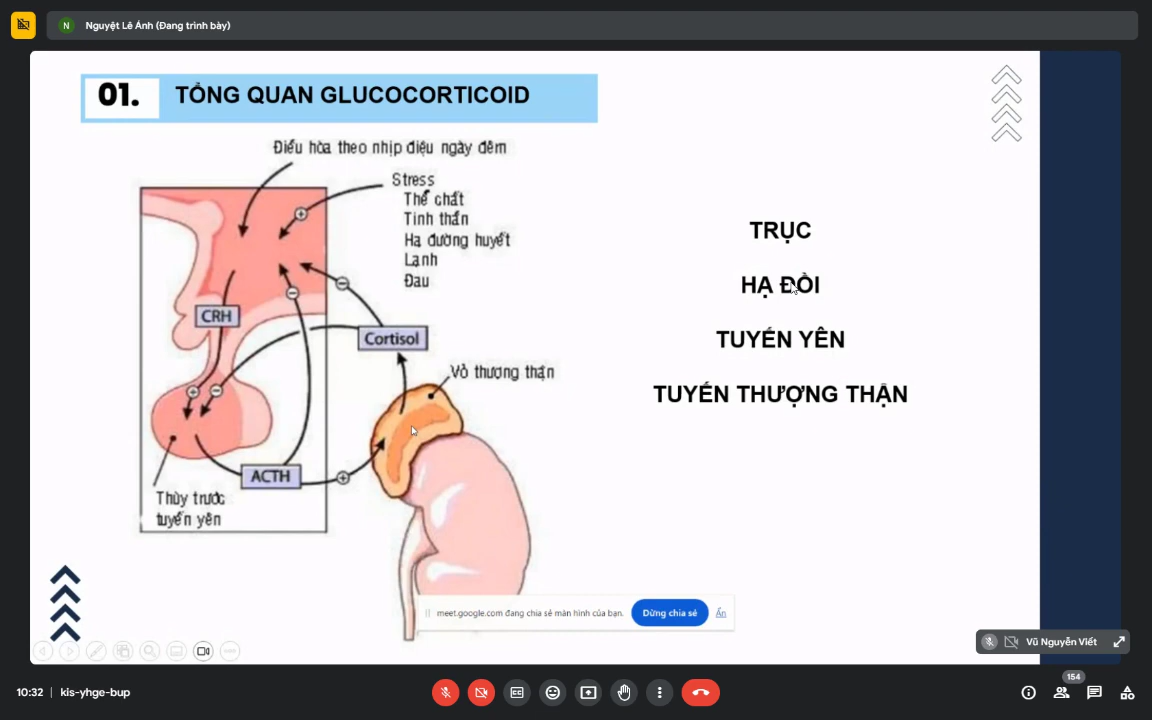 N Nguyệt Lê Ánh (Đang trình bày)
01. TỔNG QUAN GLUCOCORTICOID
Điều hòa theo nhịp điệu ngày đêm
Stress
Thể chất
Tinh thần
Hạ đường huyết
Lạnh
Đau
CRH
Cortisol
Vỏ thượng thận
ACTH
Thùy trước
tuyến yên
TRỤC
HẠ ĐỒI
TUYẾN YÊN
TUYẾN THƯỢNG THẬN
meet.google.com đang chia sẻ màn hình của bạn. Dừng chia sẻ Ẩn
Vũ Nguyễn Viết
10:32 | kis-yhge-bup
154